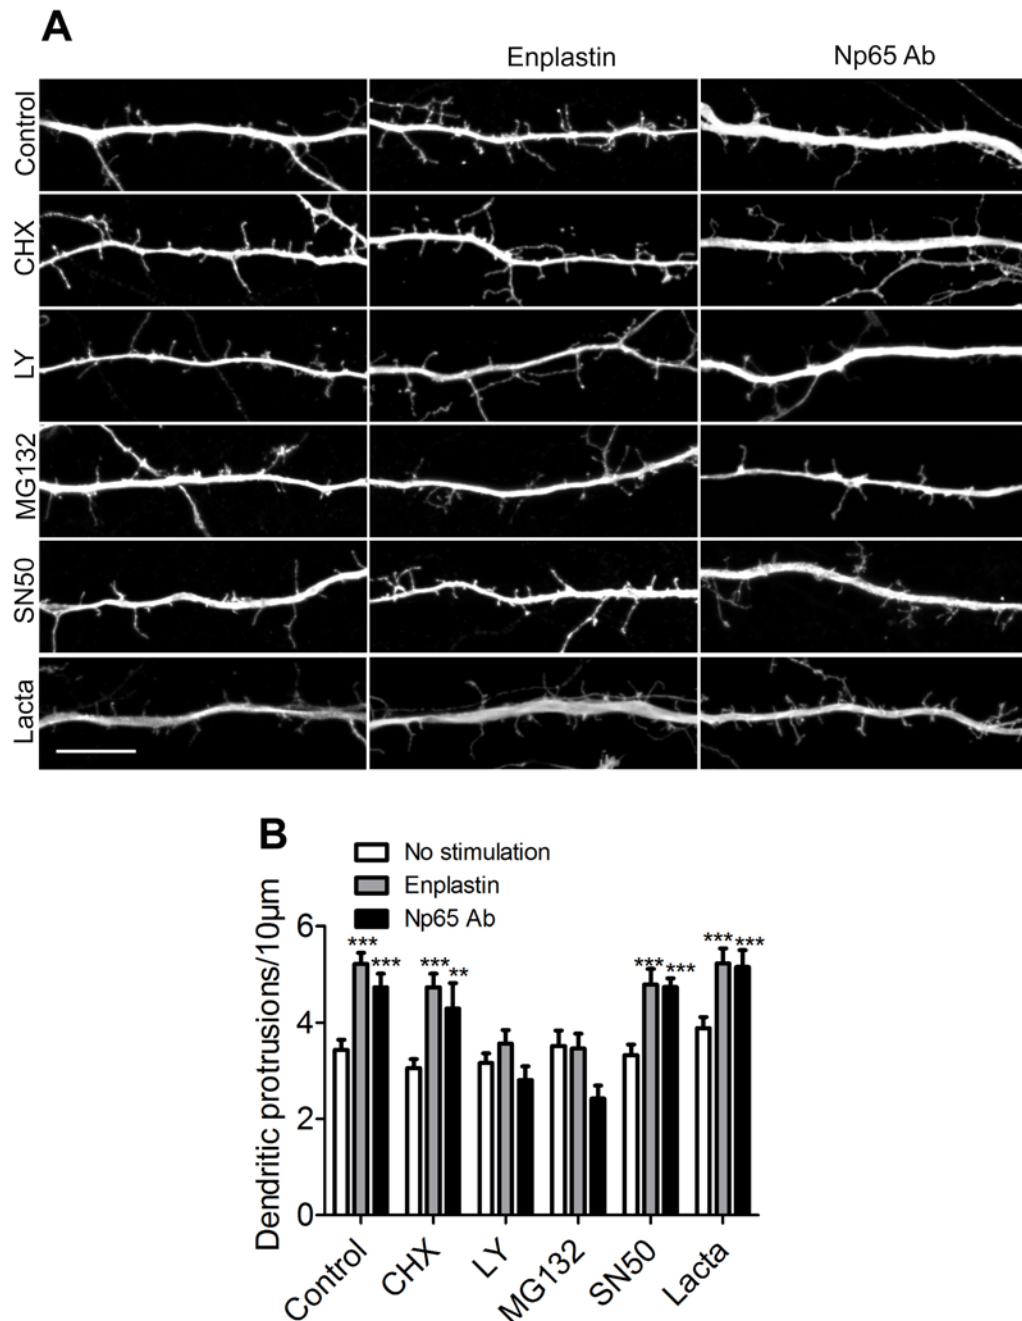 A
Enplastin
Np65 Ab
Control
CHX
LY
MG132
SN50
Lacta
B
No stimulation
Enplastin
Np65 Ab
Dendritic protrusions/10µm
6
4
2
0
*** *** *** ** *** *** *** ***
Control CHX LY MG132 SN50 Lacta